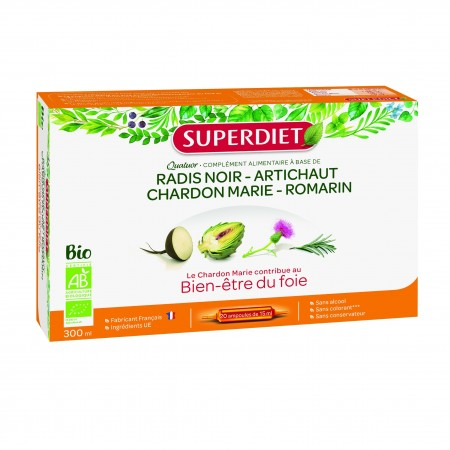 SUPERDIET
Quatuor - COMPLÉMENT ALIMENTAIRE À BASE DE
RADIS NOIR - ARTICHAUT
CHARDON MARIE - ROMARIN
Le Chardon Marie contribue au
Bien-être du foie
Bio
AB
Fabricant Français
Ingrédients UE
300 ml
20 ampoules de 15 ml
Sans alcool
Sans colorant***
Sans conservateur